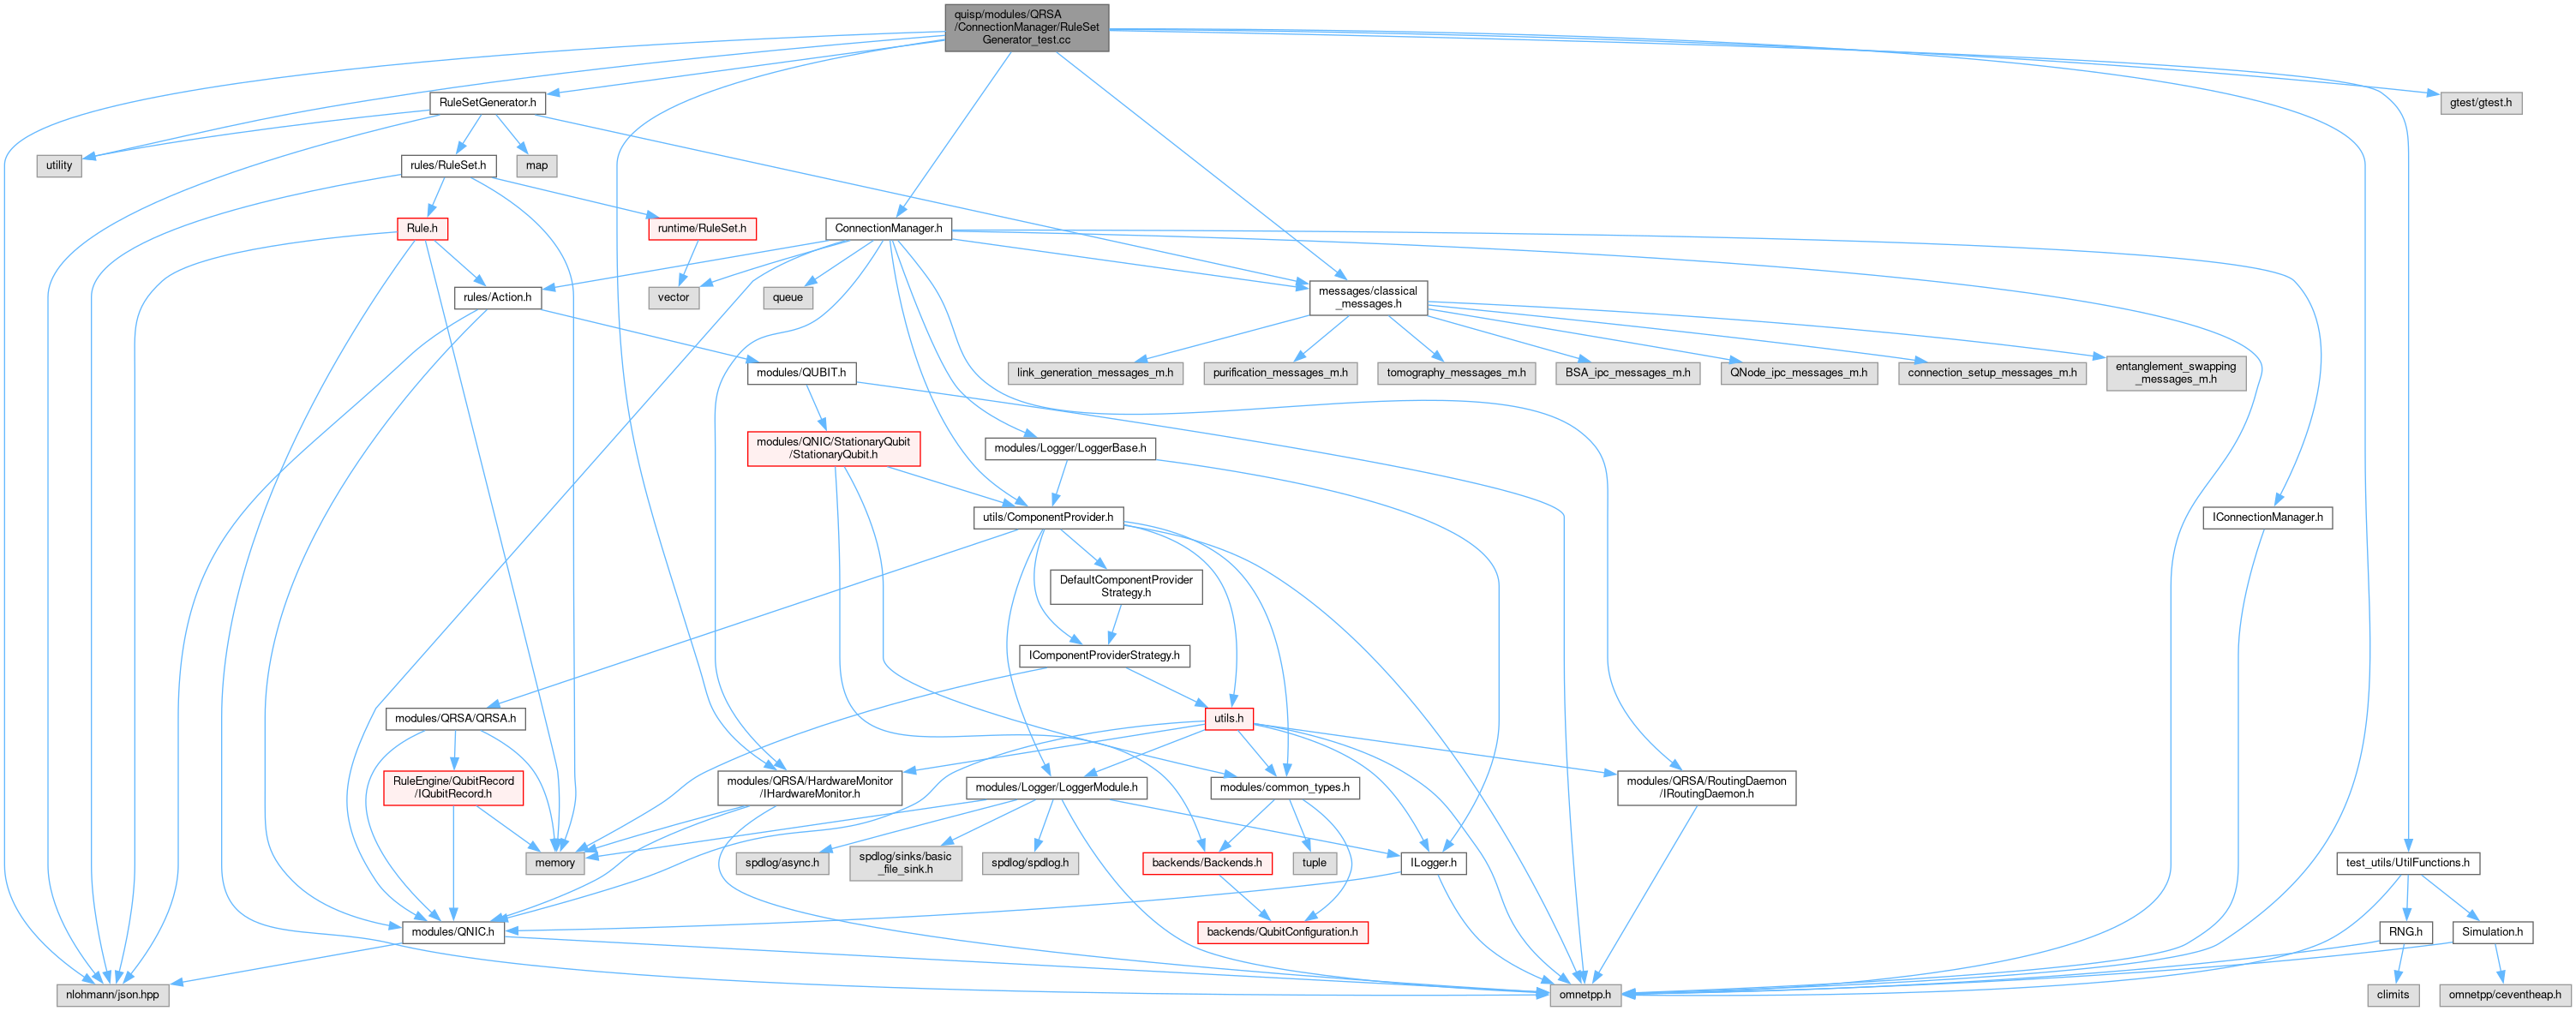 quisp/modules/QRSA
/ConnectionManager/RuleSet
Generator_test.cc
RuleSetGenerator.h
gtest/gtest.h
utility
rules/RuleSet.h
map
Rule.h
runtime/RuleSet.h
ConnectionManager.h
rules/Action.h
vector
queue
messages/classical
_messages.h
modules/QUBIT.h
link_generation_messages_m.h
purification_messages_m.h
tomography_messages_m.h
BSA_ipc_messages_m.h
QNode_ipc_messages_m.h
connection_setup_messages_m.h
entanglement_swapping
_messages_m.h
modules/QNIC/StationaryQubit
/StationaryQubit.h
modules/Logger/LoggerBase.h
utils/ComponentProvider.h
IConnectionManager.h
DefaultComponentProvider
Strategy.h
IComponentProviderStrategy.h
modules/QRSA/QRSA.h
utils.h
RuleEngine/QubitRecord
/IQubitRecord.h
modules/QRSA/HardwareMonitor
/IHardwareMonitor.h
modules/Logger/LoggerModule.h
modules/common_types.h
modules/QRSA/RoutingDaemon
/IRoutingDaemon.h
memory
spdlog/async.h
spdlog/sinks/basic
_file_sink.h
spdlog/spdlog.h
backends/Backends.h
tuple
ILogger.h
test_utils/UtilFunctions.h
modules/QNIC.h
backends/QubitConfiguration.h
RNG.h
Simulation.h
nlohmann/json.hpp
omnetpp.h
climits
omnetpp/ceventheap.h